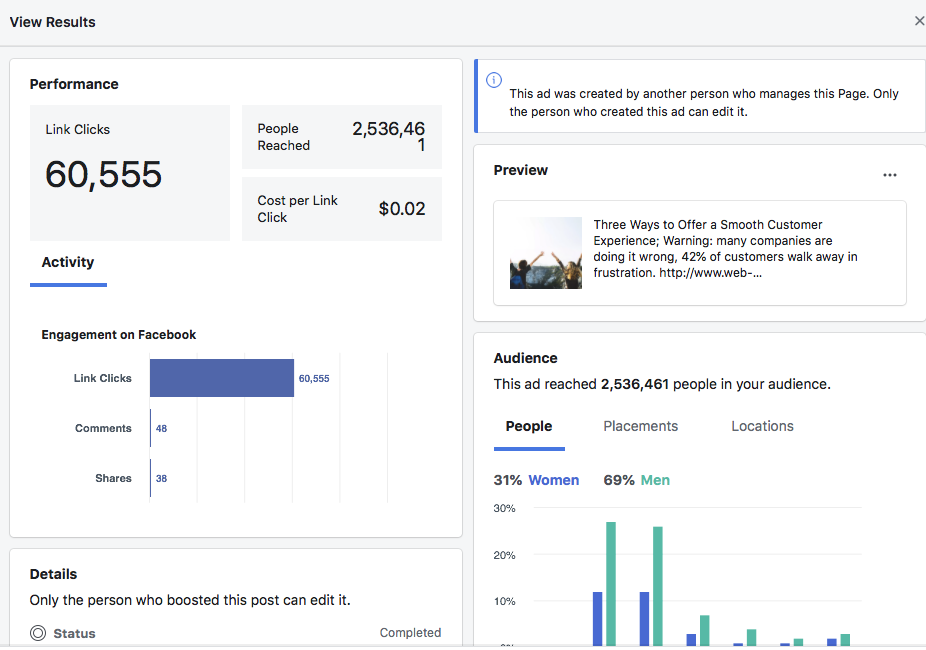 View Results
Performance
Link Clicks
60,555
People
Reached
2,536,46
1
Cost per Link
Click
$0.02
Activity
Engagement on Facebook
Link Clicks
60,555
Comments
48
Shares
38
Details
Only the person who boosted this post can edit it.
Status
Completed
This ad was created by another person who manages this Page. Only
the person who created this ad can edit it.
Preview
Three Ways to Offer a Smooth Customer
Experience; Warning: many companies are
doing it wrong, 42% of customers walk away in
frustration. http://www.web-...
Audience
This ad reached 2,536,461 people in your audience.
People Placements Locations
31% Women 69% Men
30%
20%
10%
0%